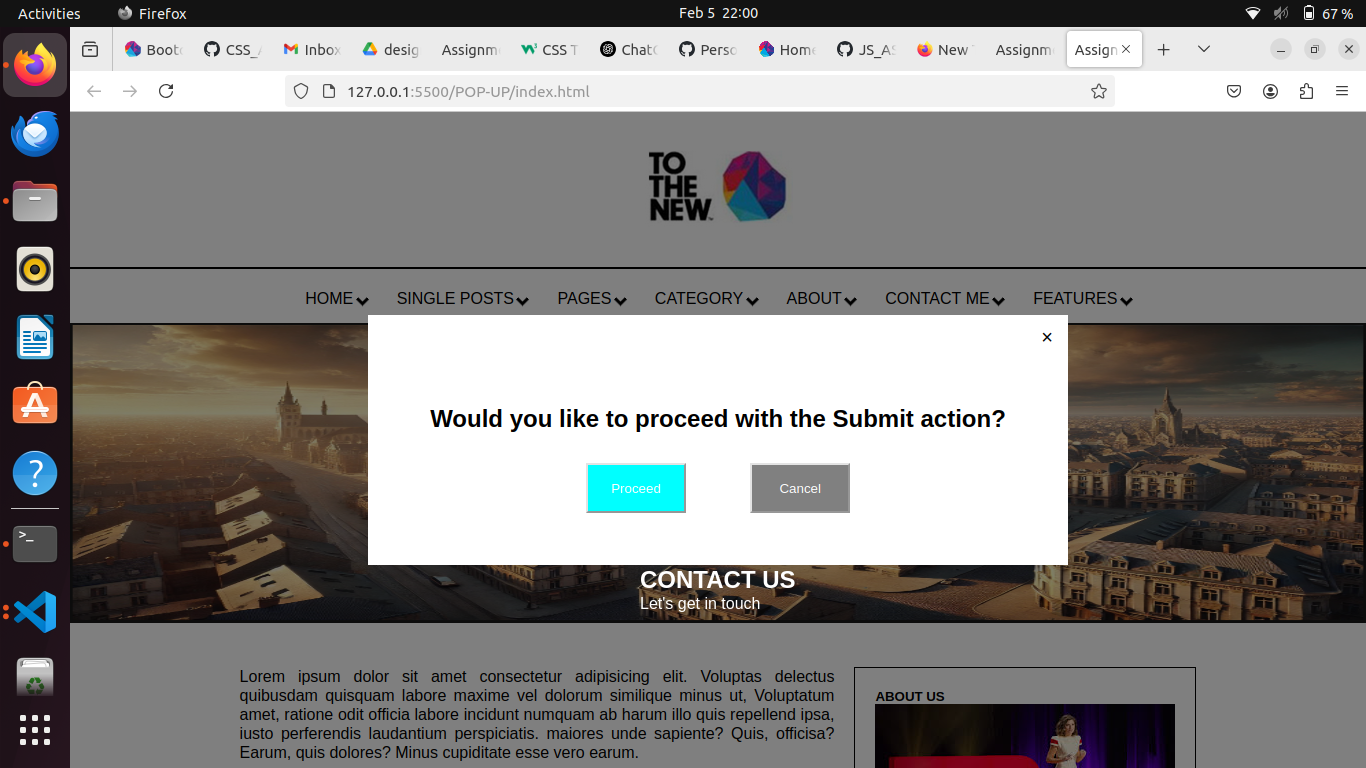 Activities
Firefox
Feb 5 22:00
67 %
Boot
CSS_
Inbox
desig
Assignm
CSS T
Chat
Perso
Home
JS_AS
New
Assignm
Assign
127.0.0.1:5500/POP-UP/index.html
TO
THE
NEW™
HOME
SINGLE POSTS
PAGES
CATEGORY
ABOUT
CONTACT ME
FEATURES
×
Would you like to proceed with the Submit action?
Proceed
Cancel
CONTACT US
Let's get in touch
Lorem ipsum dolor sit amet consectetur adipisicing elit. Voluptas delectus
quibusdam quisquam labore maxime vel dolorum similique minus ut, Voluptatum
amet, ratione odit officia labore incidunt numquam ab harum illo quis repellend ipsa,
iusto perferendis laudantium perspiciatis. maiores unde sapiente? Quis, officisa?
Earum, quis dolores? Minus cupiditate esse vero earum.
ABOUT US